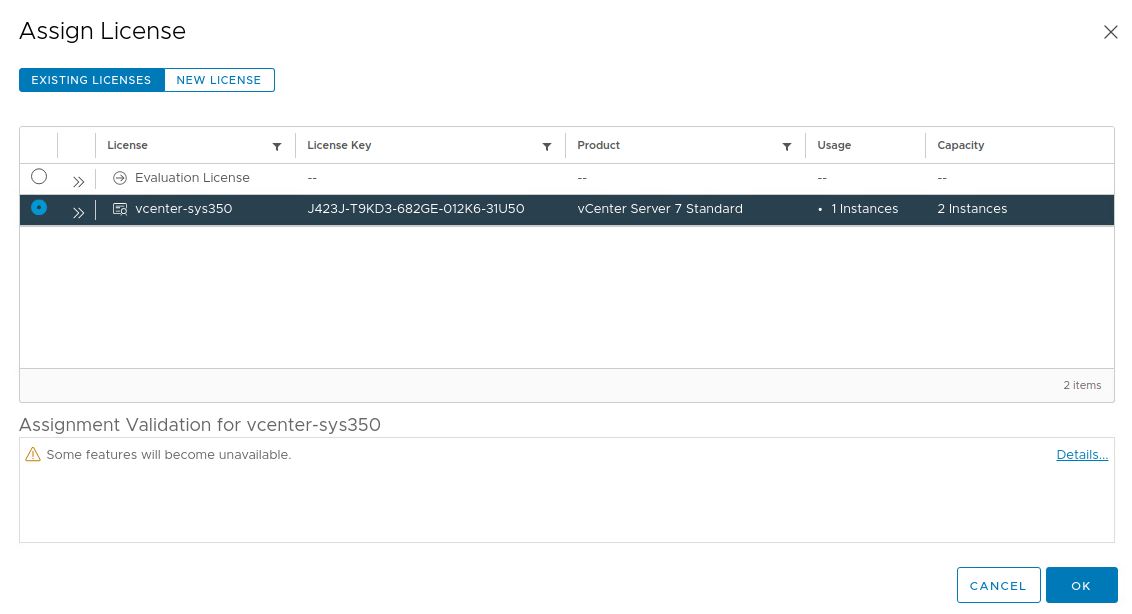 Assign License
EXISTING LICENSES NEW LICENSE
License License Key Product Usage Capacity
Evaluation License -- -- -- --
vcenter-sys350 J423J-T9KD3-682GE-012K6-31U50 vCenter Server 7 Standard • 1 Instances 2 Instances
2 items
Assignment Validation for vcenter-sys350
Some features will become unavailable. Details...
CANCEL OK